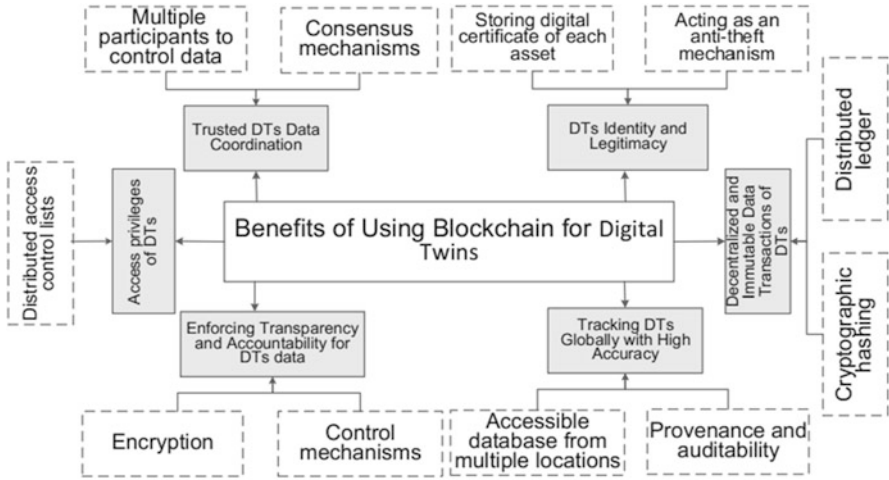 Multiple
participants to
control data
Consensus
mechanisms
Storing digital
certificate of each
asset
Acting as an
anti-theft
mechanism
Trusted DTs Data
Coordination
DTs Identity and
Legitimacy
Distributed
ledger
Distributed access
control lists
Access privileges
of DTs
Benefits of Using Blockchain for Digital
Twins
Decentralized and
Immutable Data
Transactions of
DTs
Enforcing Transparency
and Accountability for
DTs data
Tracking DTs
Globally with High
Accuracy
Cryptographic
hashing
Encryption
Control
mechanisms
Accessible
database from
multiple locations
Provenance and
auditability